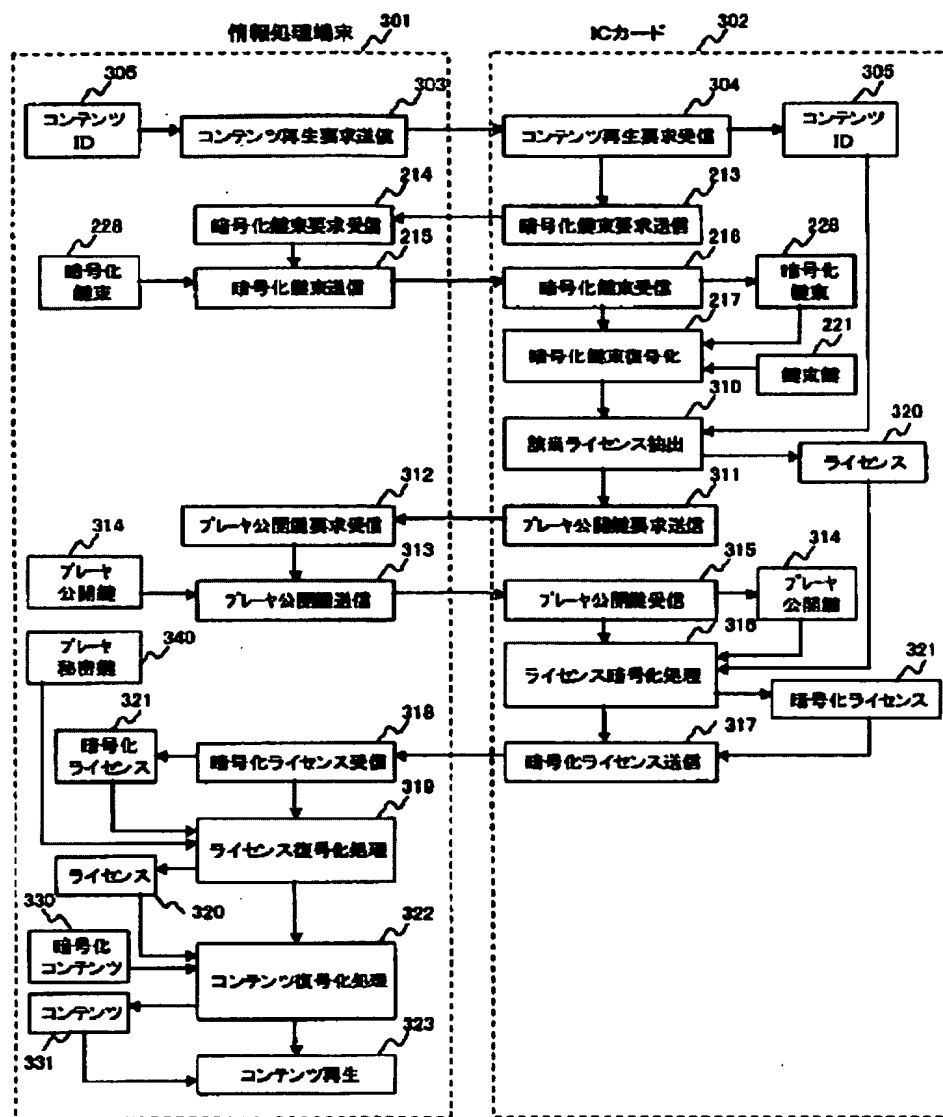 情報処理端末
301
ICカード
302
305
コンテンツ
ID
303
コンテンツ再生要求送信
304
コンテンツ再生要求受信
305
コンテンツ
ID
214
暗号化鍵束要求受信
213
暗号化鍵束要求送信
228
暗号化
鍵束
215
暗号化鍵束送信
216
暗号化鍵束受信
228
暗号化
鍵束
217
暗号化鍵束復号化
221
鍵束鍵
310
該当ライセンス抽出
320
ライセンス
312
プレーヤ公開鍵要求受信
311
プレーヤ公開鍵要求送信
314
プレーヤ
公開鍵
313
プレーヤ公開鍵送信
315
プレーヤ公開鍵受信
314
プレーヤ
公開鍵
340
プレーヤ
秘密鍵
316
ライセンス暗号化処理
321
暗号化ライセンス
321
暗号化
ライセンス
318
暗号化ライセンス受信
317
暗号化ライセンス送信
319
ライセンス復号化処理
ライセンス
320
330
暗号化
コンテンツ
322
コンテンツ復号化処理
コンテンツ
331
323
コンテンツ再生